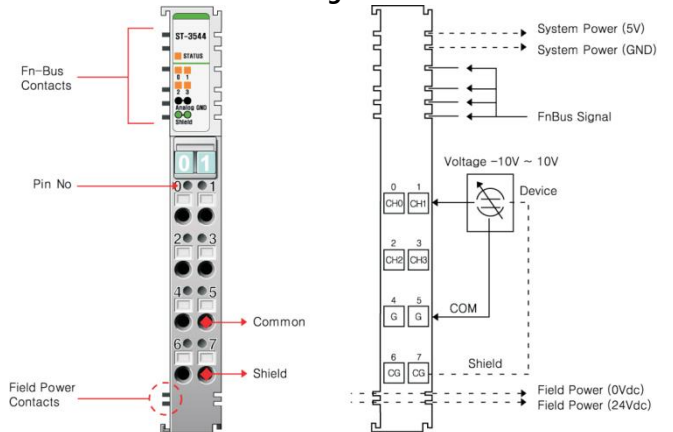 ST-3544
STATUS
0 1
2 3
Analog GND
Shield
Fn-Bus
Contacts
01
Pin No
0 1
2 3
4 5
Common
6 7
Shield
Field Power
Contacts
System Power (5V)
System Power (GND)
FnBus Signal
Voltage -10V ~ 10V
Device
0 1
CH0 CH1
2 3
CH2 CH3
4 5
G G
COM
6 7
CG CG
Shield
Field Power (0Vdc)
Field Power (24Vdc)